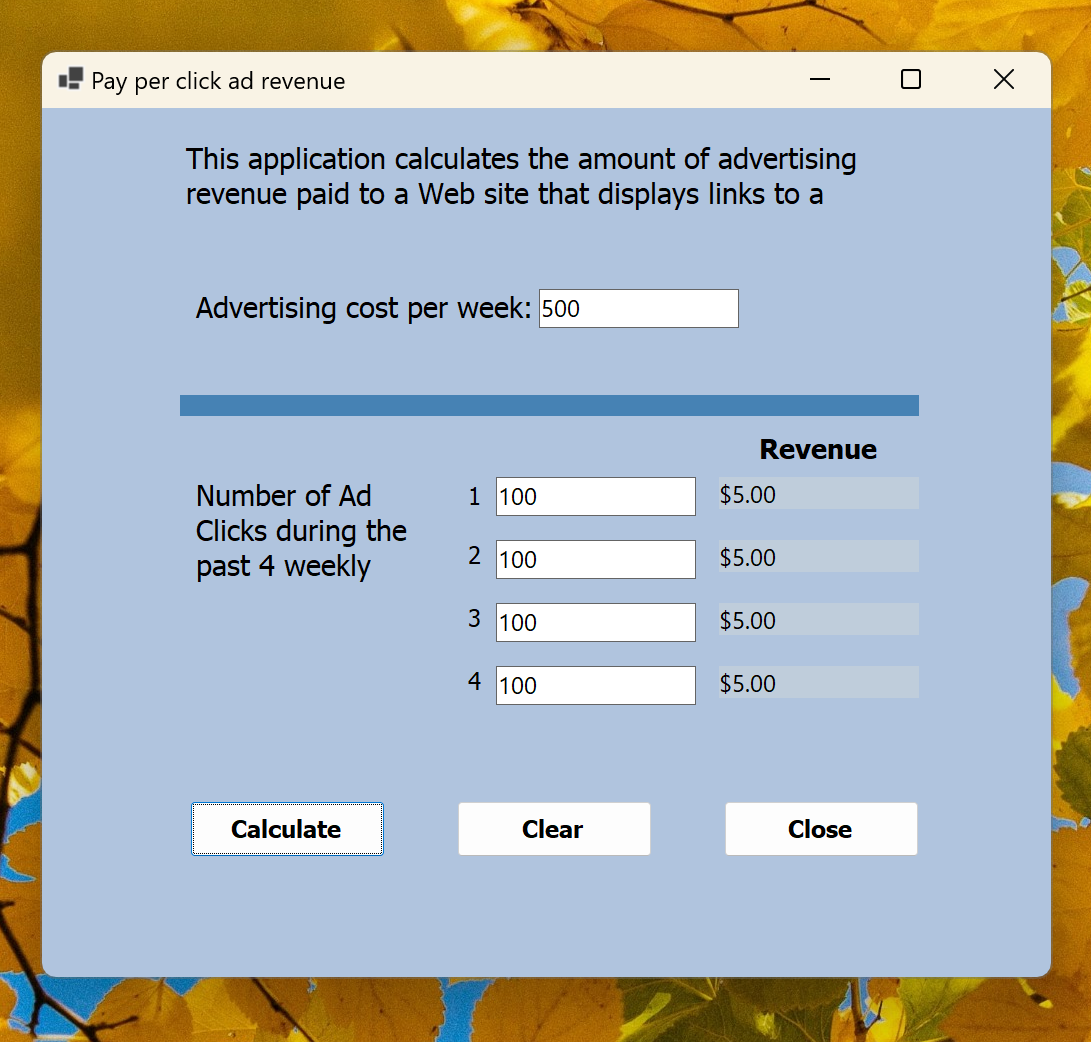 Pay per click ad revenue
This application calculates the amount of advertising
revenue paid to a Web site that displays links to a
Advertising cost per week: 500
Revenue
Number of Ad
Clicks during the
past 4 weekly
1 100 $5.00
2 100 $5.00
3 100 $5.00
4 100 $5.00
Calculate Clear Close